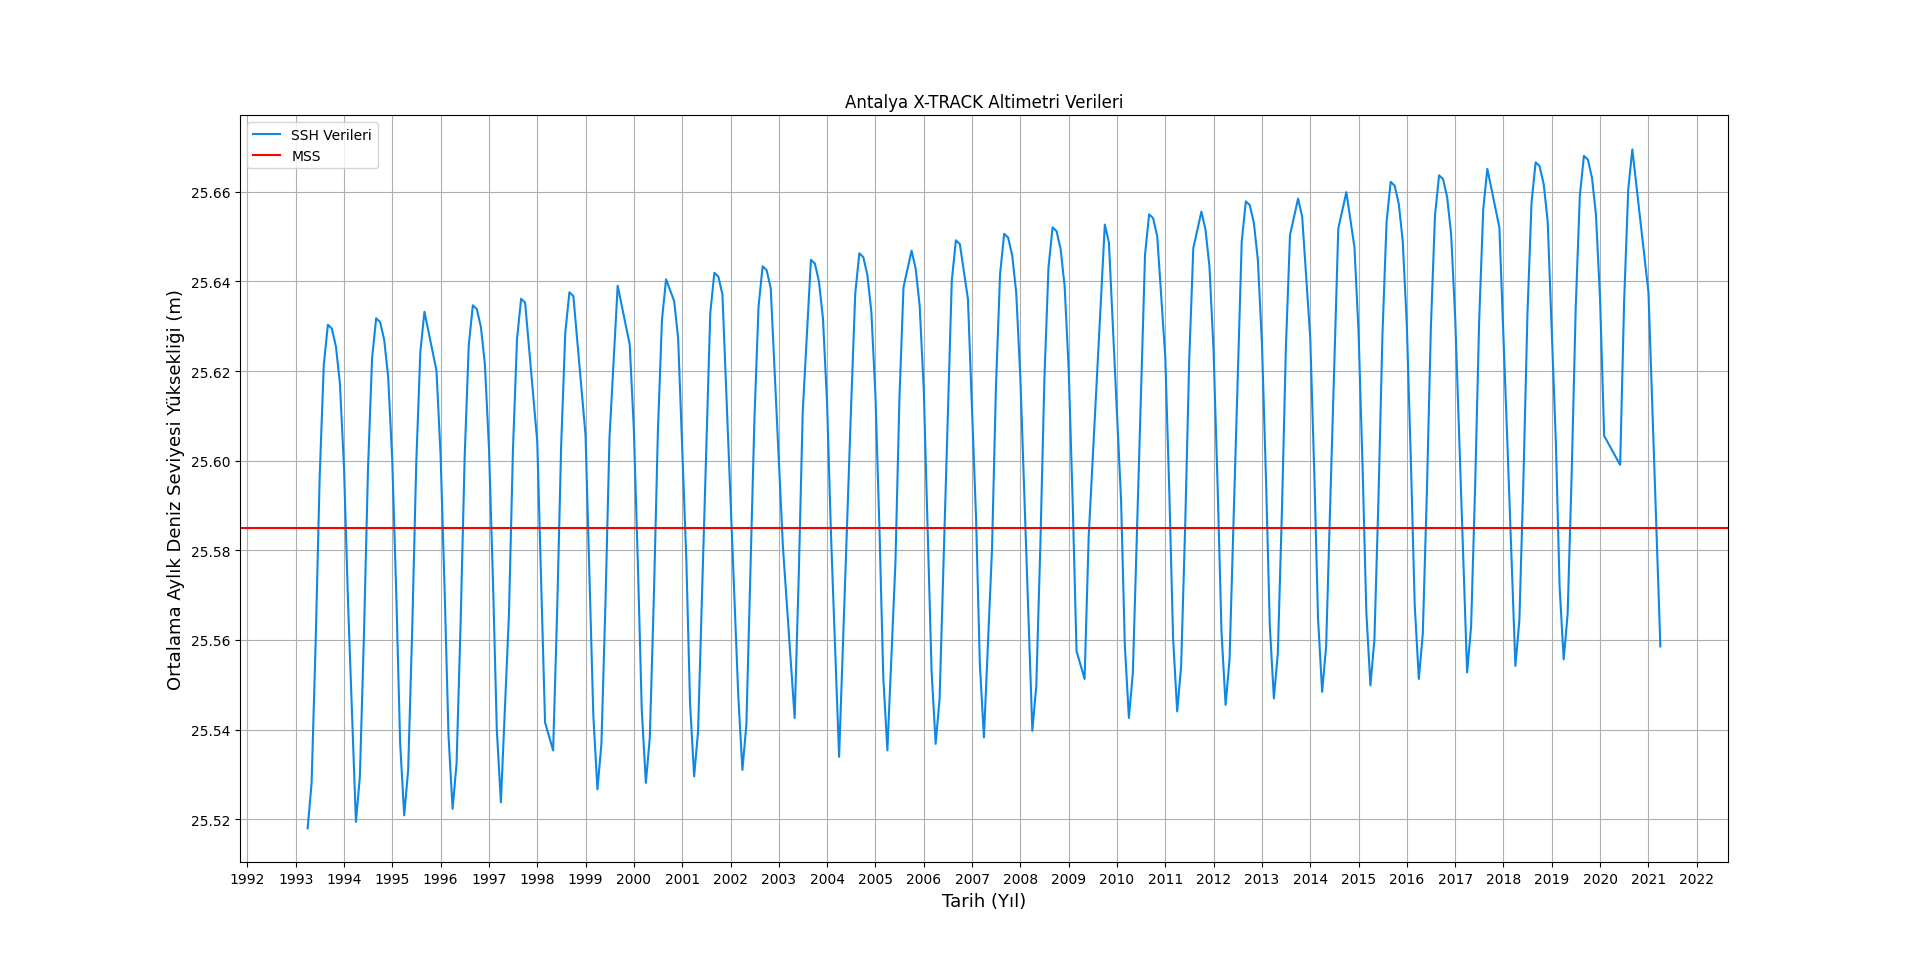 Antalya X-TRACK Altimetri Verileri
SSH Verileri
MSS
Ortalama Aylık Deniz Seviyesi Yüksekliği (m)
25.66
25.64
25.62
25.60
25.58
25.56
25.54
25.52
1992 1993 1994 1995 1996 1997 1998 1999 2000 2001 2002 2003 2004 2005 2006 2007 2008 2009 2010 2011 2012 2013 2014 2015 2016 2017 2018 2019 2020 2021 2022
Tarih (Yıl)